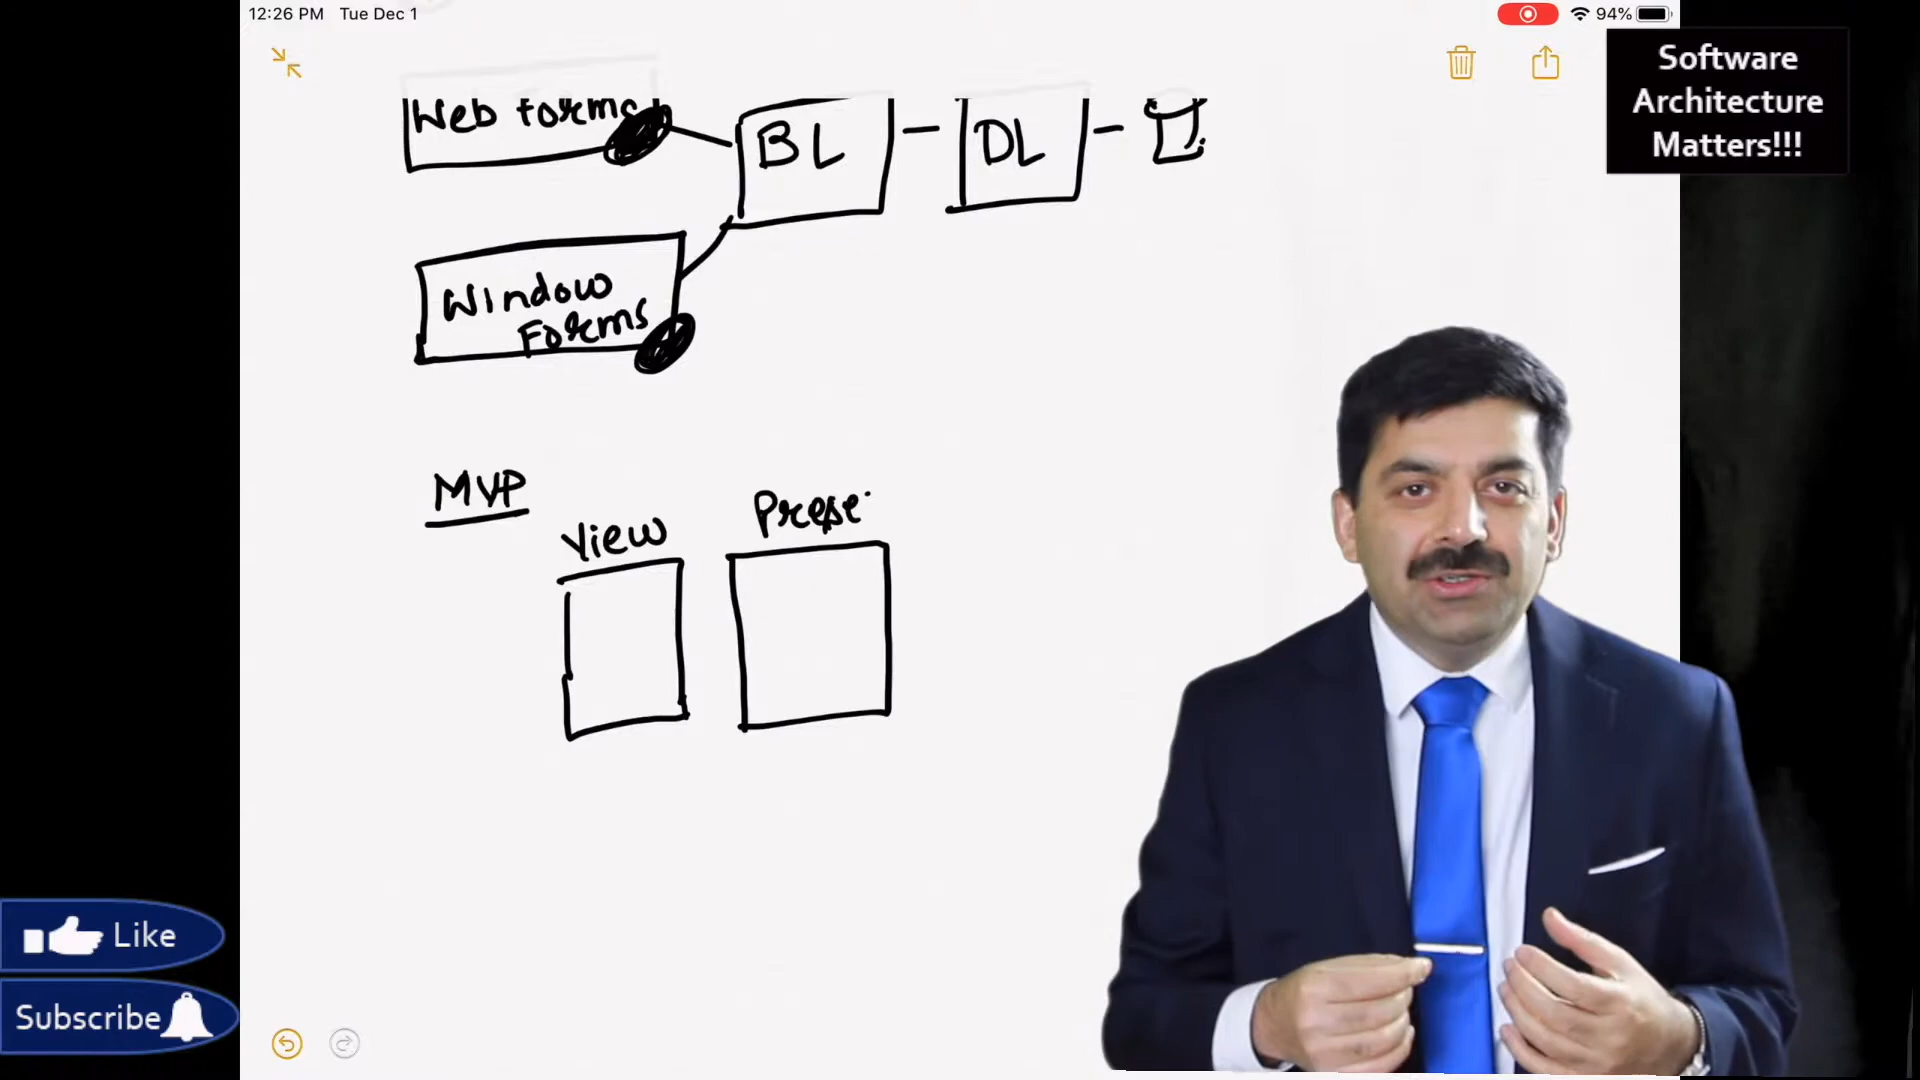 12:26 PM Tue Dec 1
94%
Software
Architecture
Matters!!!
Web forms
BL
DL
Window
Forms
MVP
View
Prese
Like
Subscribe